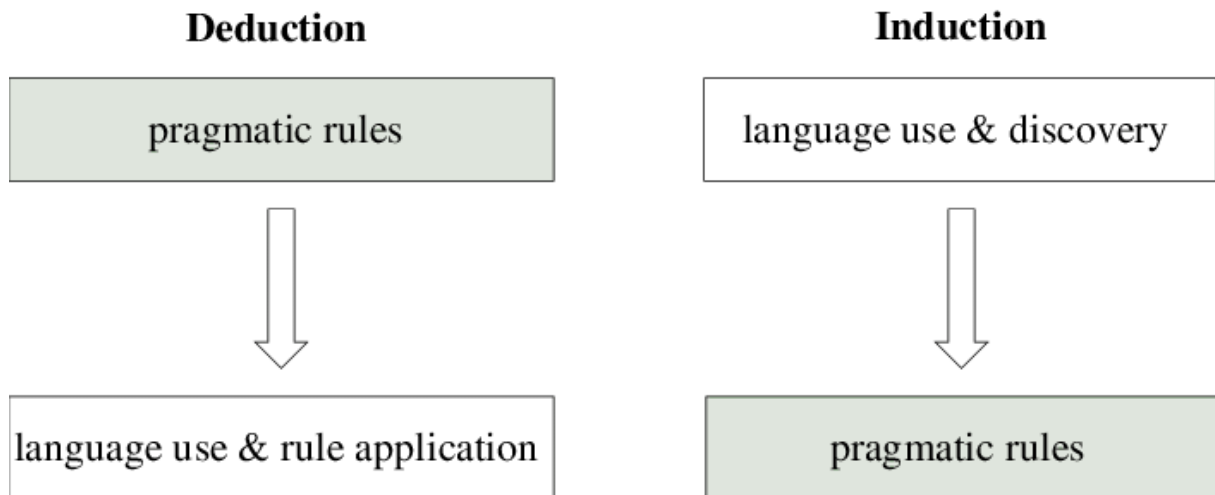 Deduction
pragmatic rules
language use & rule application
Induction
language use & discovery
pragmatic rules